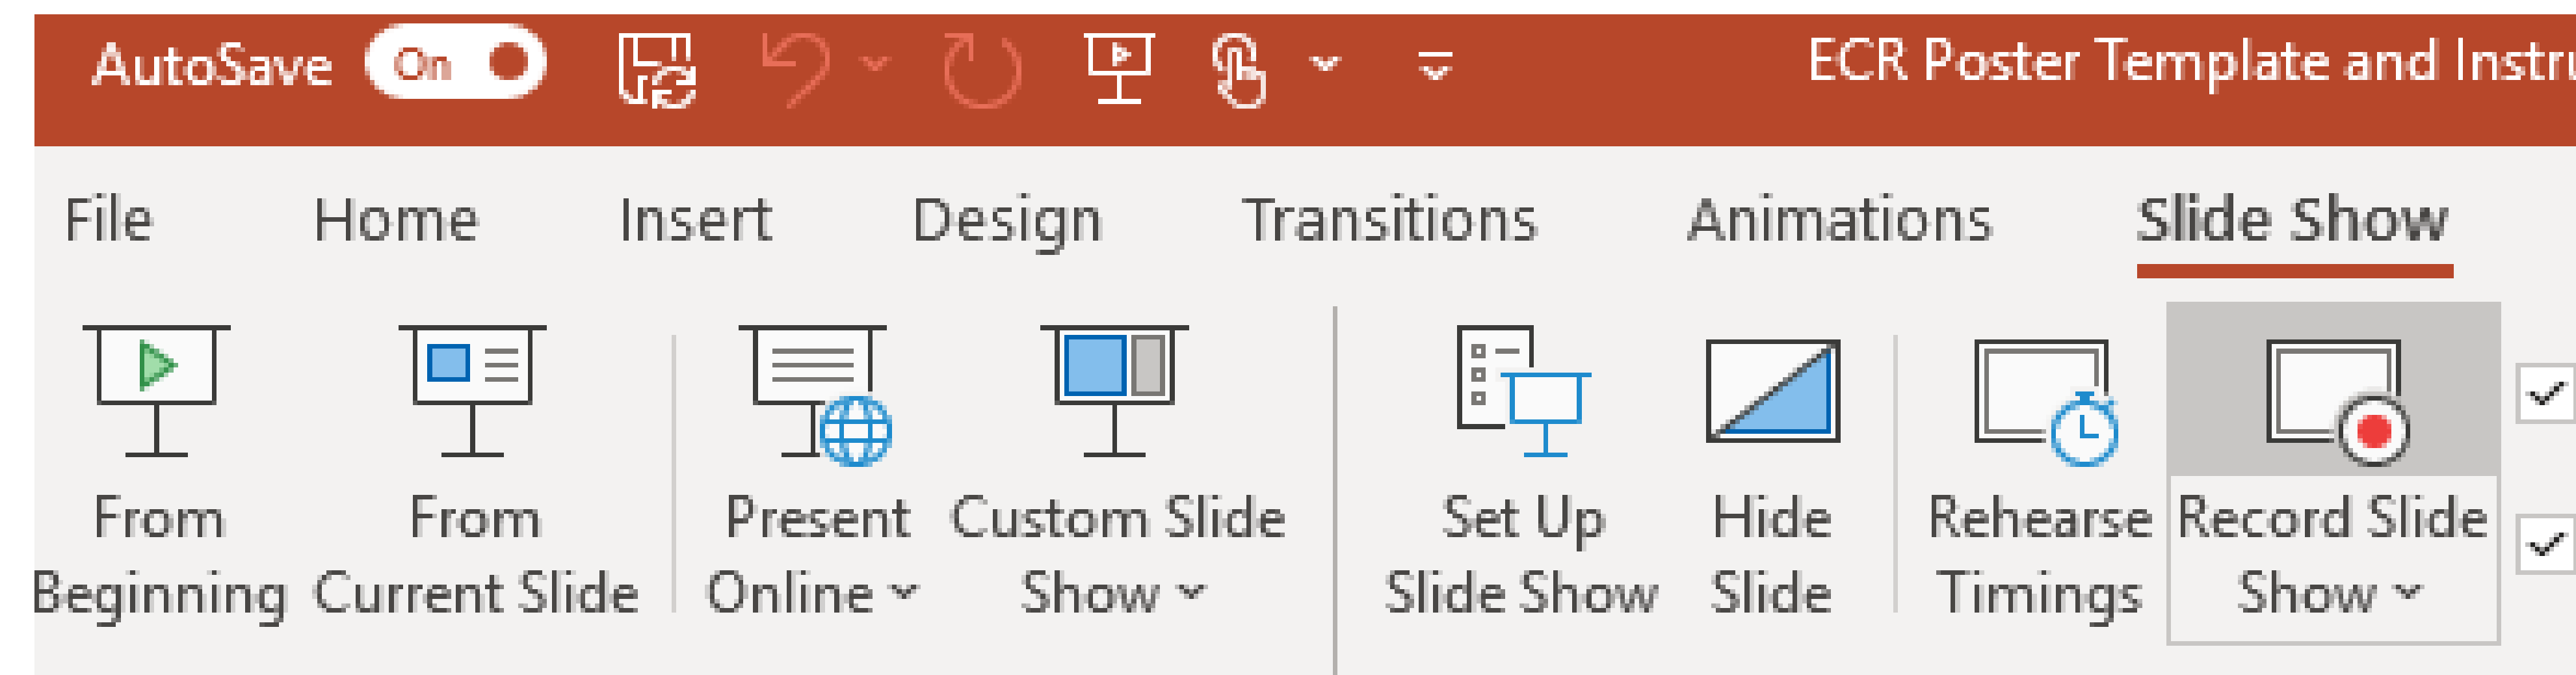 AutoSave On ECR Poster Template and Instru
File Home Insert Design Transitions Animations Slide Show
From Beginning
From Current Slide
Present Online
Custom Slide Show
Set Up Slide Show
Hide Slide
Rehearse Timings
Record Slide Show